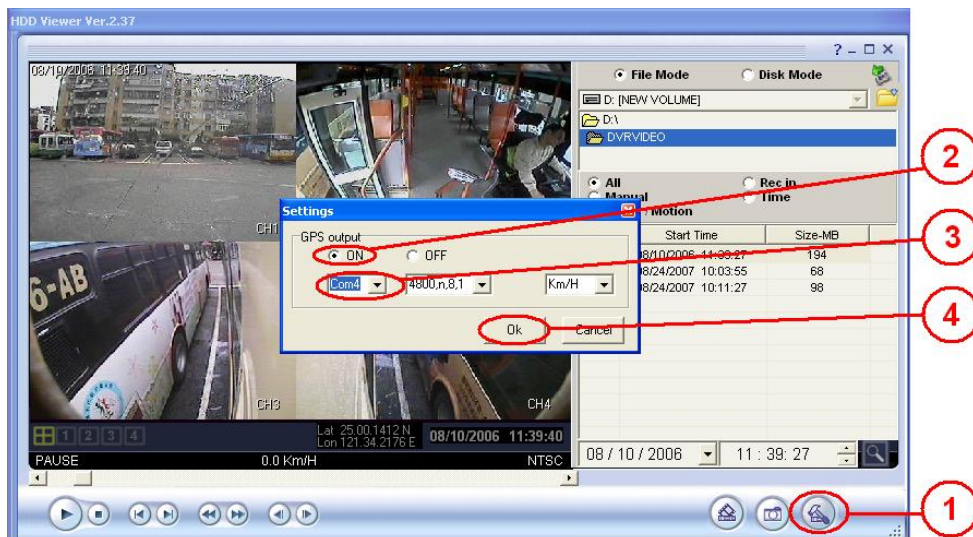 HDD Viewer Ver.2.37
08/10/2006 11:38:40
File Mode Disk Mode
D: [NEW VOLUME]
D:\
DVRVIDEO
2
All Rec in
Manual Time
/ Motion
CH1
Settings
GPS output
ON OFF
Com4 4800,n,8,1 Km/H
Ok Cancel
Start Time Size-MB
3
08/10/2006 11:39:27 194
08/24/2007 10:03:55 68
08/24/2007 10:11:27 98
4
6-AB
CH3
CH4
1 2 3 4
Lat 25.00.1412 N
Lon 121.34.2176 E
08/10/2006 11:39:40
PAUSE 0.0 Km/H NTSC
08 / 10 / 2006 11 : 39: 27
1